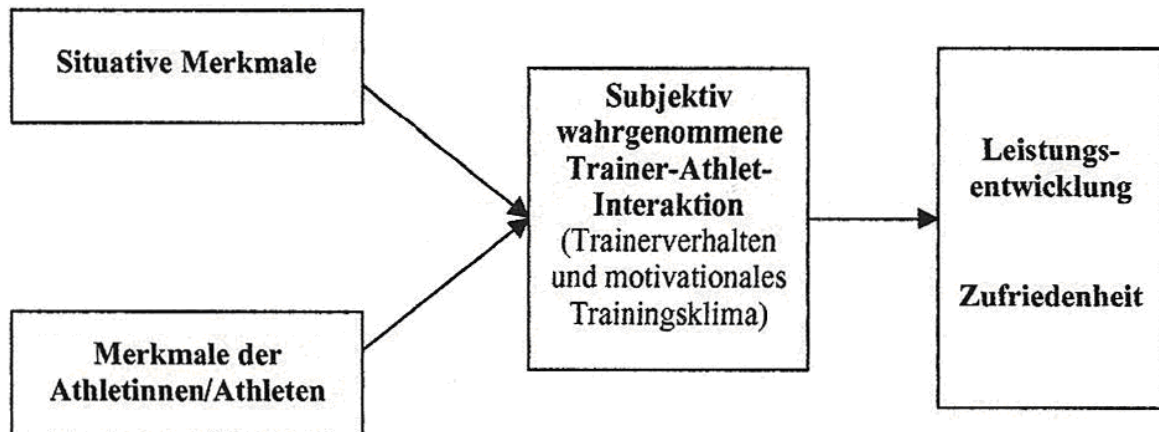 Situative Merkmale
Merkmale der
Athletinnen/Athleten
Subjektiv
wahrgenommene
Trainer-Athlet-
Interaktion
(Trainerverhalten
und motivationales
Trainingsklima)
Leistungs-
entwicklung
Zufriedenheit